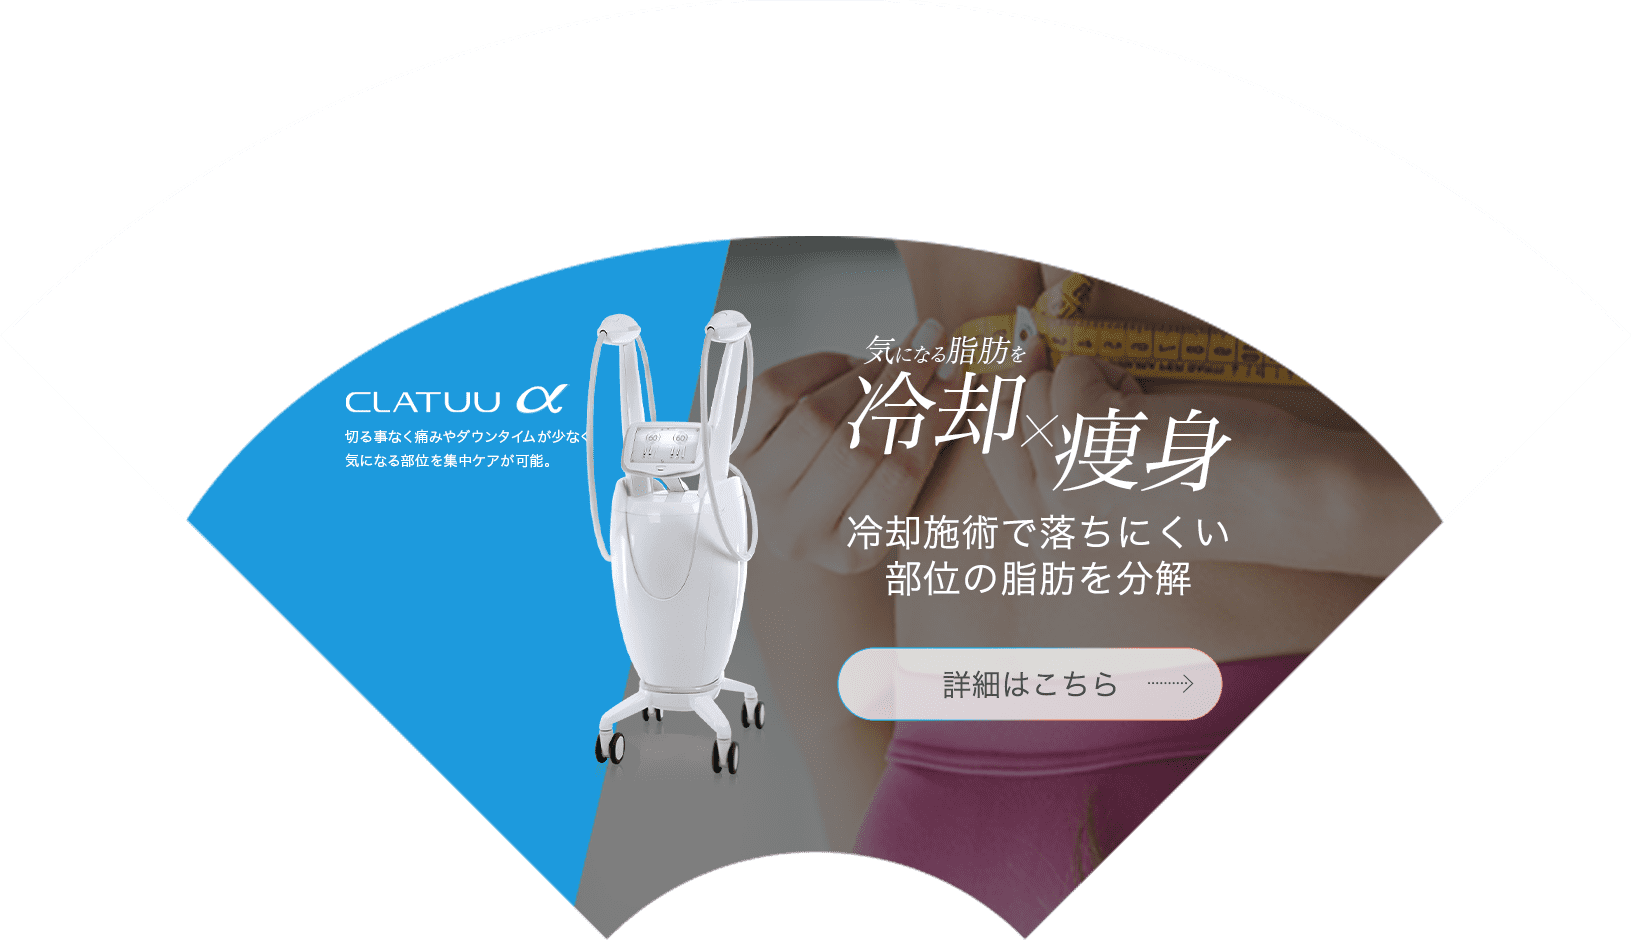 CLATUU α
切る事なく痛みやダウンタイムが少なく
気になる部位を集中ケアが可能。
(60) (60)
気になる脂肪を
冷却×痩身
冷却施術で落ちにくい
部位の脂肪を分解
詳細はこちら